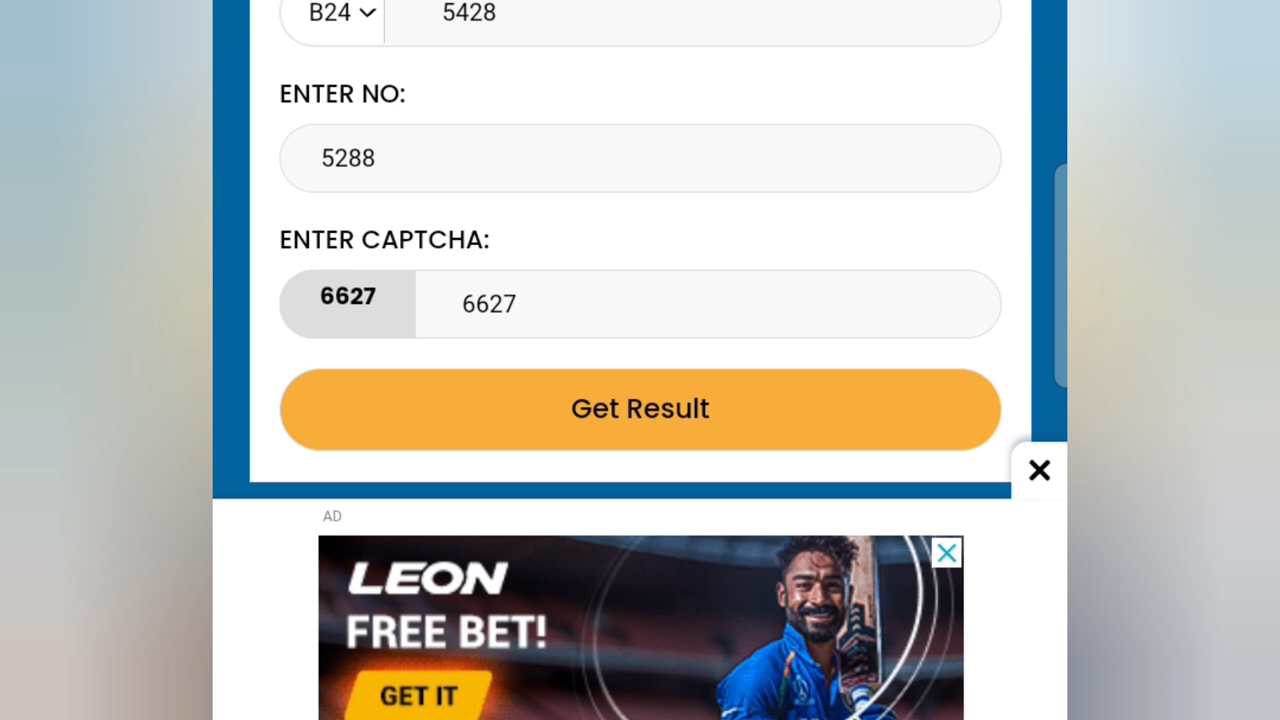 B24 5428
ENTER NO:
5288
ENTER CAPTCHA:
6627 6627
Get Result
AD
LEON
FREE BET!
GET IT